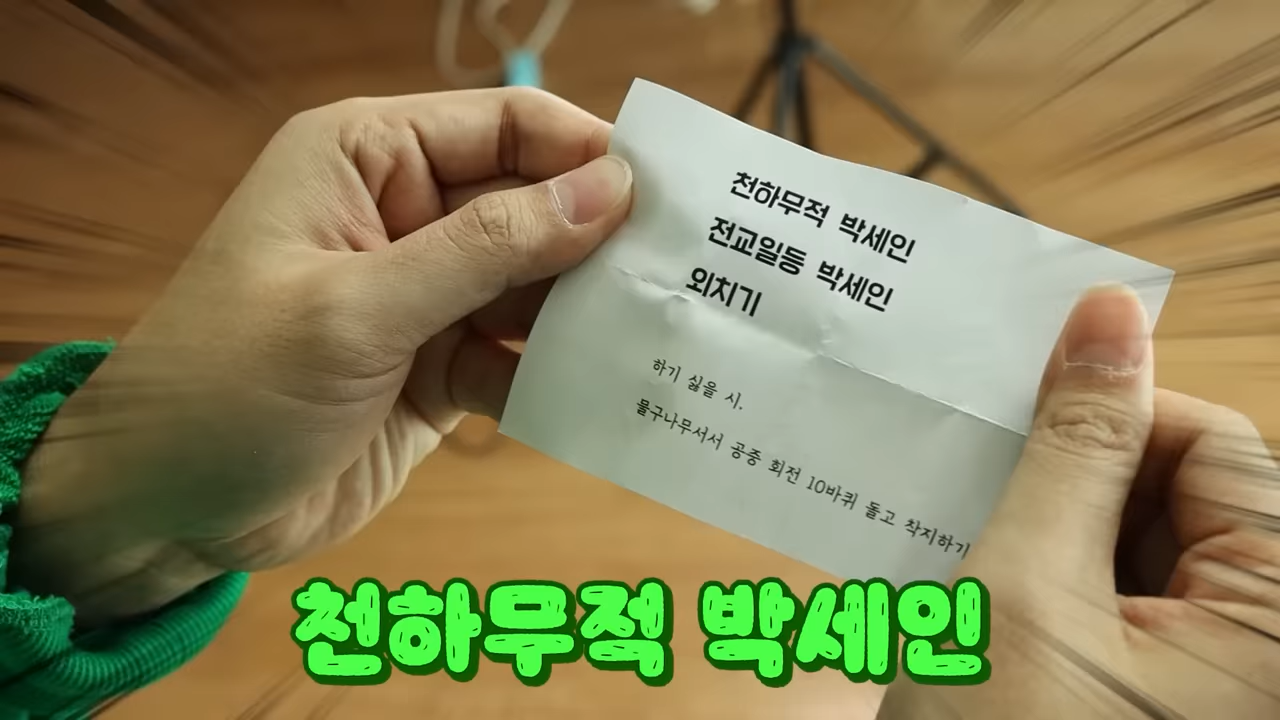 천하무적 박세인
전교일등 박세인
외치기
하기 싫을 시.
물구나무서서 공중 회전 10바퀴 돌고 착지하기
천하무적 박세인